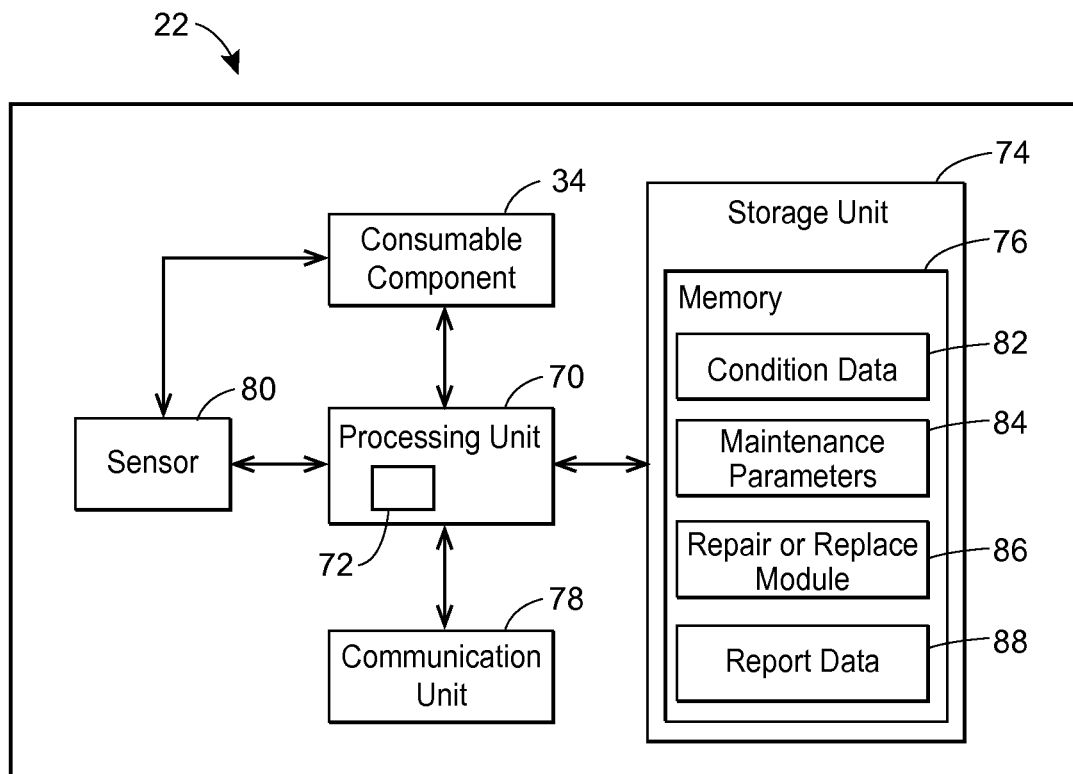 22
74
34
Storage Unit
Consumable
Component
76
Memory
82
Condition Data
80
70
84
Sensor
Processing Unit
Maintenance
Parameters
72
Repair or Replace
Module
86
78
Communication
Unit
88
Report Data